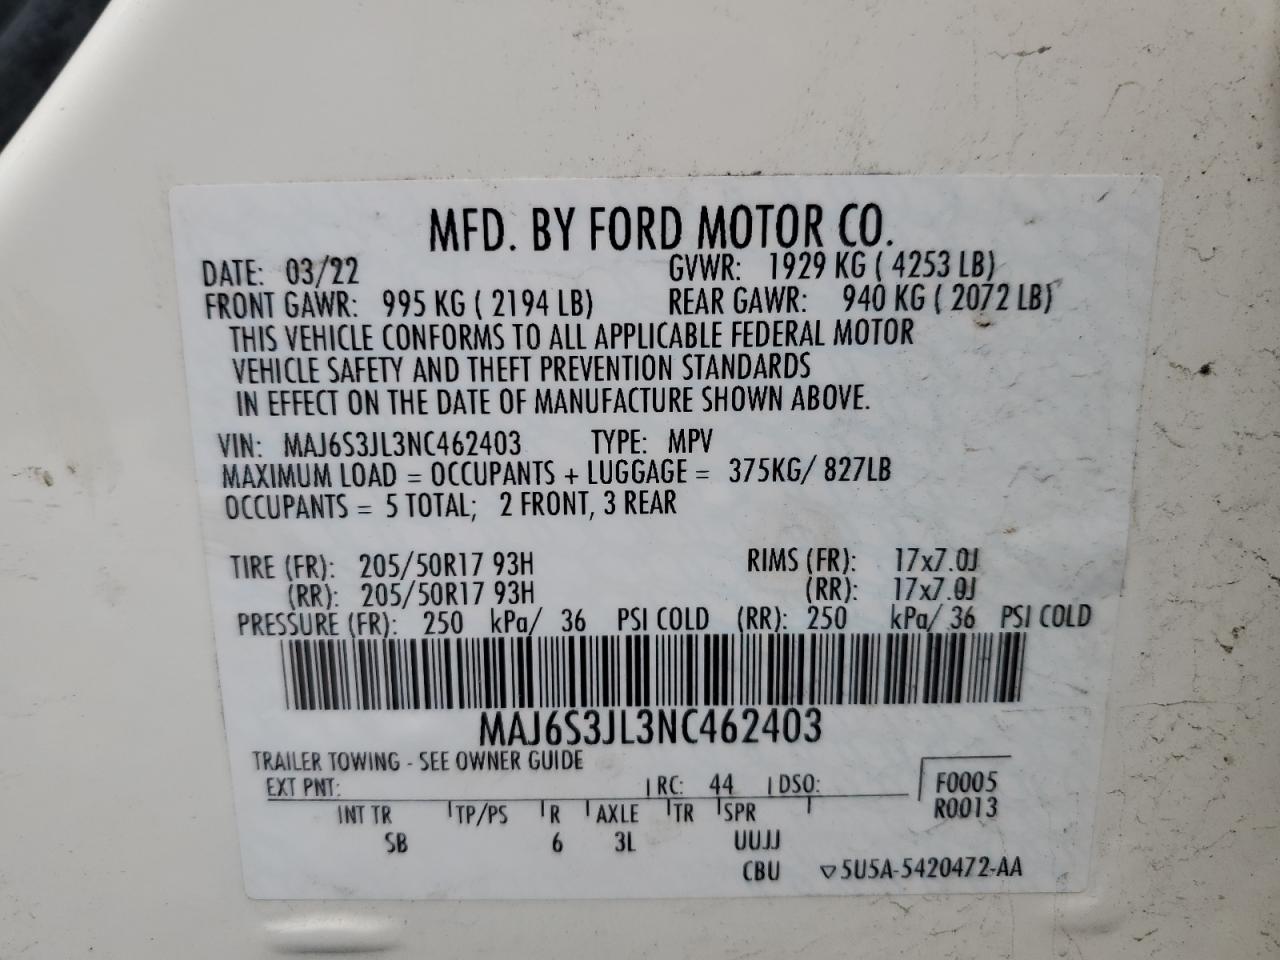 MFD. BY FORD MOTOR CO.
DATE: 03/22 GVWR: 1929 KG ( 4253 LB)
FRONT GAWR: 995 KG ( 2194 LB) REAR GAWR: 940 KG ( 2072 LB)
THIS VEHICLE CONFORMS TO ALL APPLICABLE FEDERAL MOTOR
VEHICLE SAFETY AND THEFT PREVENTION STANDARDS
IN EFFECT ON THE DATE OF MANUFACTURE SHOWN ABOVE.
VIN: MAJ6S3JL3NC462403 TYPE: MPV
MAXIMUM LOAD = OCCUPANTS + LUGGAGE = 375KG/ 827LB
OCCUPANTS = 5 TOTAL; 2 FRONT, 3 REAR
TIRE (FR): 205/50R17 93H RIMS (FR): 17x7.0J
(RR): 205/50R17 93H (RR): 17x7.0J
PRESSURE (FR): 250 kPa/ 36 PSI COLD (RR): 250 kPa/ 36 PSI COLD
MAJ6S3JL3NC462403
TRAILER TOWING - SEE OWNER GUIDE
EXT PNT: RC: 44 DSO: F0005
R0013
INT TR TP/PS R AXLE TR SPR
SB 6 3L UUJJ
CBU ▽5U5A-5420472-AA